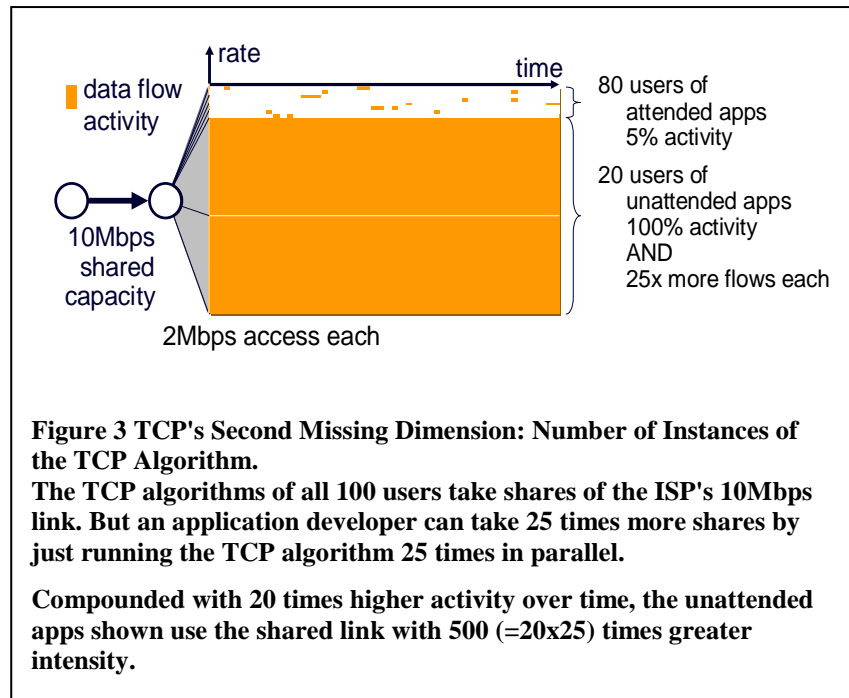 rate
time
data flow
activity
80 users of
attended apps
5% activity
20 users of
unattended apps
100% activity
AND
25x more flows each
10Mbps
shared
capacity
2Mbps access each
Figure 3 TCP's Second Missing Dimension: Number of Instances of
the TCP Algorithm.
The TCP algorithms of all 100 users take shares of the ISP's 10Mbps
link. But an application developer can take 25 times more shares by
just running the TCP algorithm 25 times in parallel.
Compounded with 20 times higher activity over time, the unattended
apps shown use the shared link with 500 (=20x25) times greater
intensity.